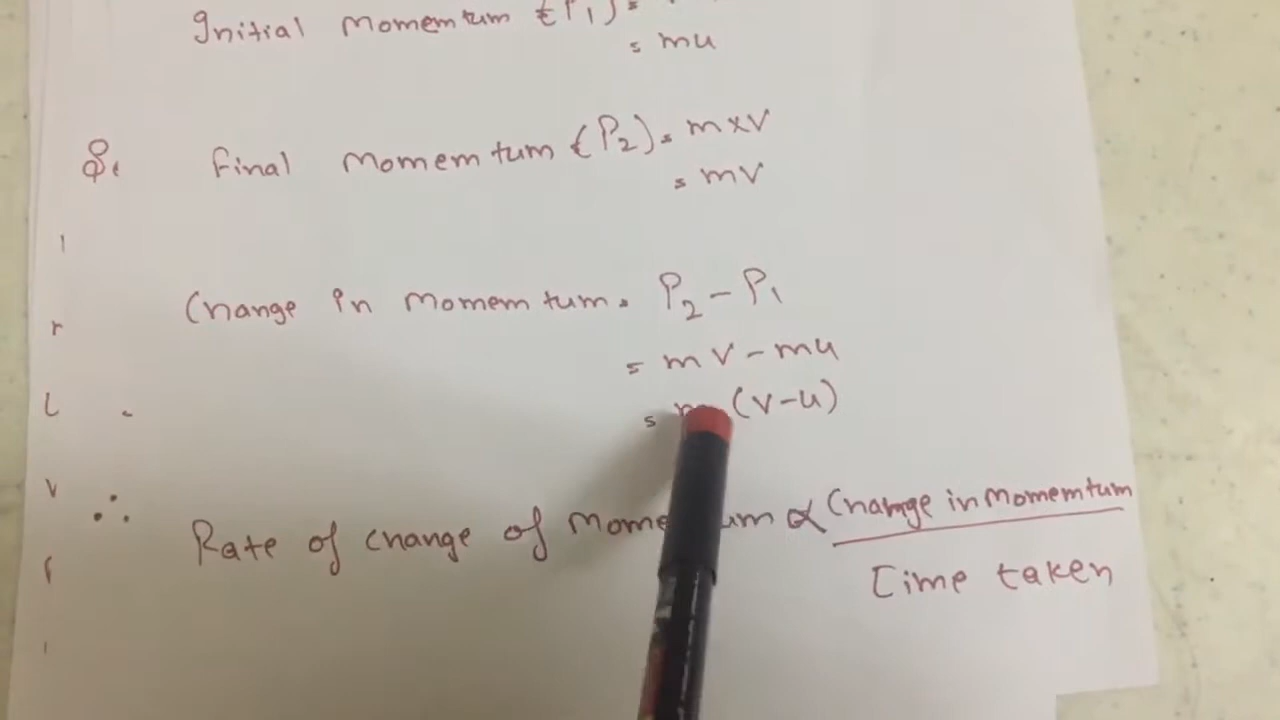 Initial momentum (P1) =
= mu
&. Final momentum (P2) = m×v
= mv
Change in momentum = P2 - P1
= mv - mu
= m (v-u)
∴ Rate of change of momentum ∝ Change in momentum
Time taken